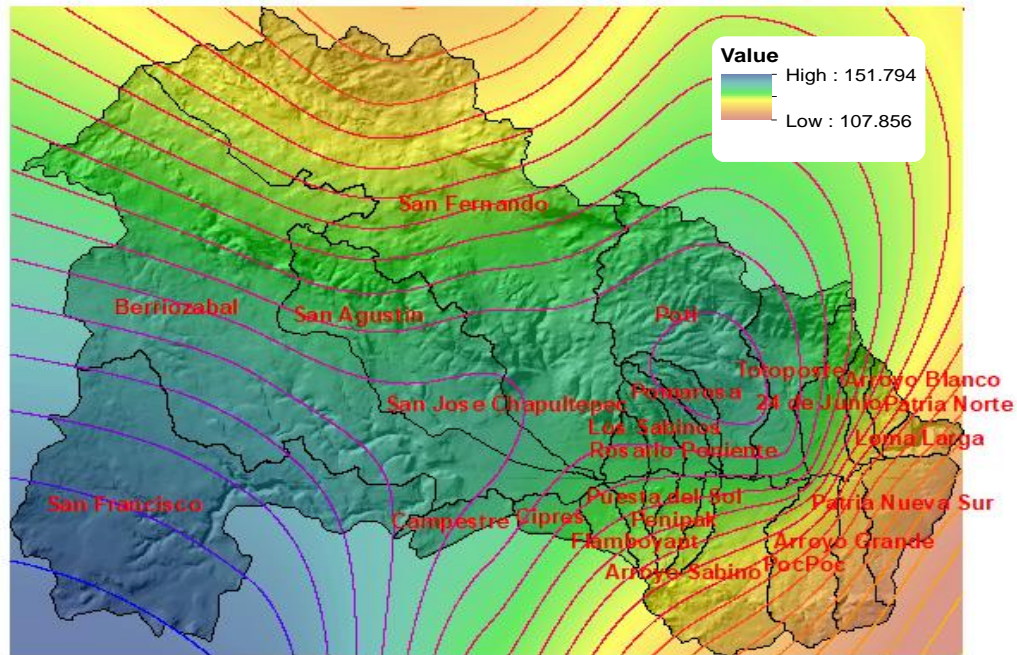 Value
High : 151.794
Low : 107.856
San Fernando
Berriozabal
San Agustin
Poti
Totoposte
Arroyo Blanco
Pomarosa
San Jose Chapultepec
24 de Junio
Patria Norte
Los Sabinos
Loma Larga
Rosario Poniente
San Francisco
Puesta del Sol
Patria Nueva Sur
Campestre
Cipres
Penipak
Flamboyant
Arroyo Grande
Arroyo Sabino
PocPoc